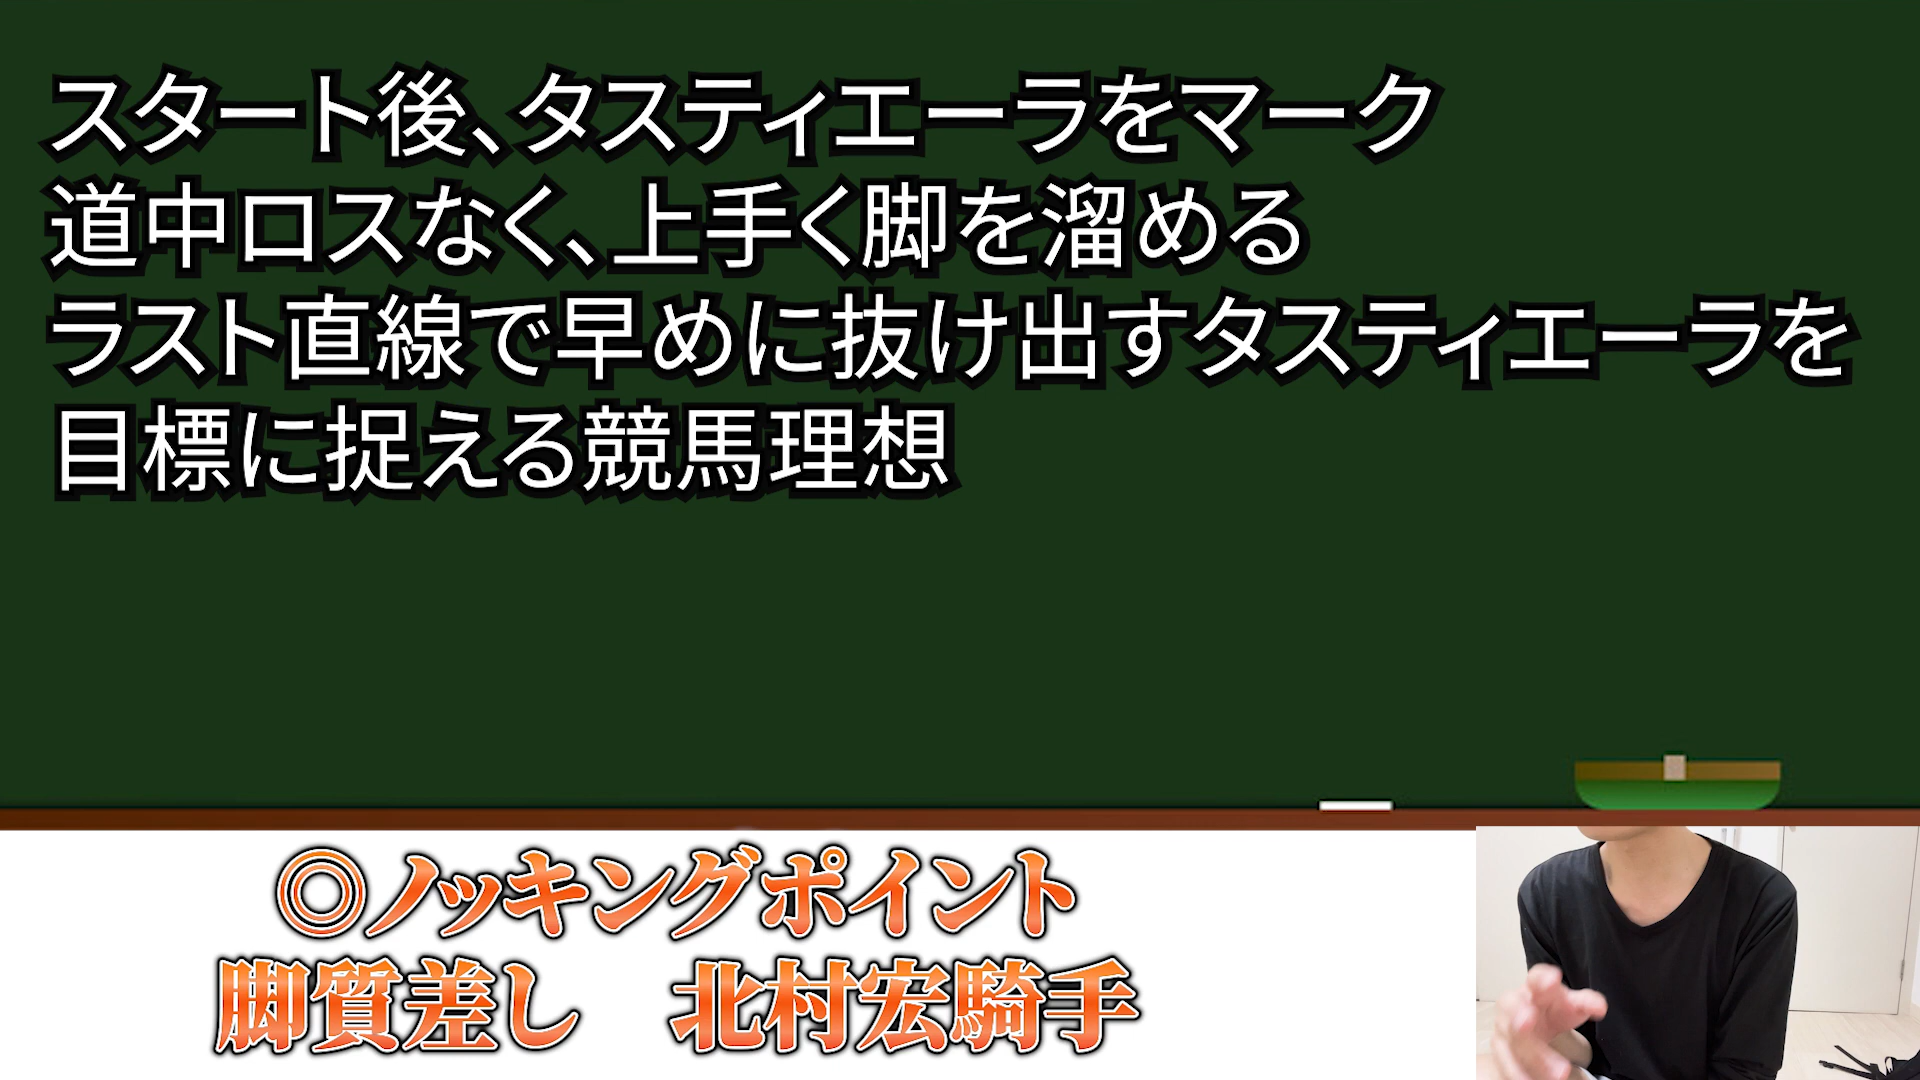 スタート後、タスティエーラをマーク
道中ロスなく、上手く脚を溜める
ラスト直線で早めに抜け出すタスティエーラを
目標に捉える競馬理想
◎ノッキングポイント
脚質差し　北村宏騎手